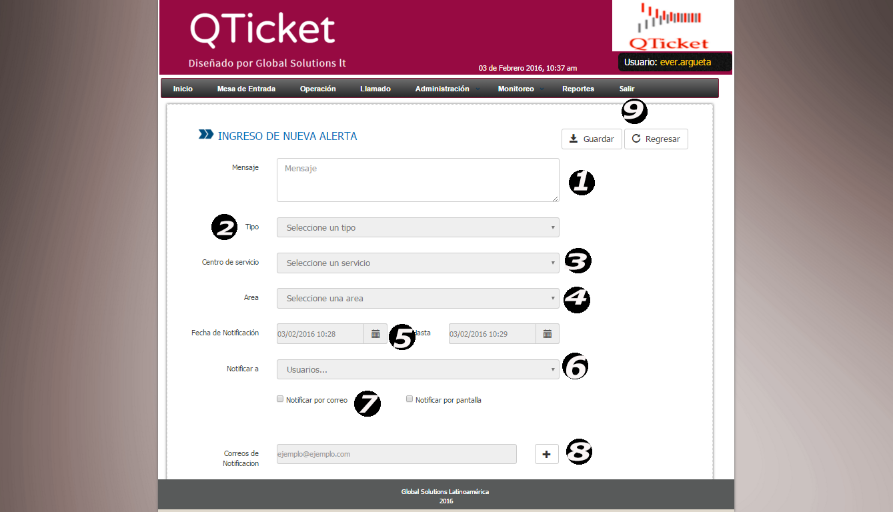 QTicket
QTicket
Diseñado por Global Solutions lt
03 de Febrero 2016, 10:37 am
Usuario: ever.argueta
Inicio Mesa de Entrada Operación Llamado Administración Monitoreo Reportes Salir
9
INGRESO DE NUEVA ALERTA
Guardar Regresar
Mensaje Mensaje
1
2 Tipo Seleccione un tipo
Centro de servicio Seleccione un servicio 3
Area Seleccione una area 4
Fecha de Notificación 03/02/2016 10:28 5 Hasta 03/02/2016 10:29
Notificar a Usuarios... 6
Notificar por correo 7 Notificar por pantalla
Correos de
Notificacion
ejemplo@ejemplo.com + 8
Global Solutions Latinoamérica
2016